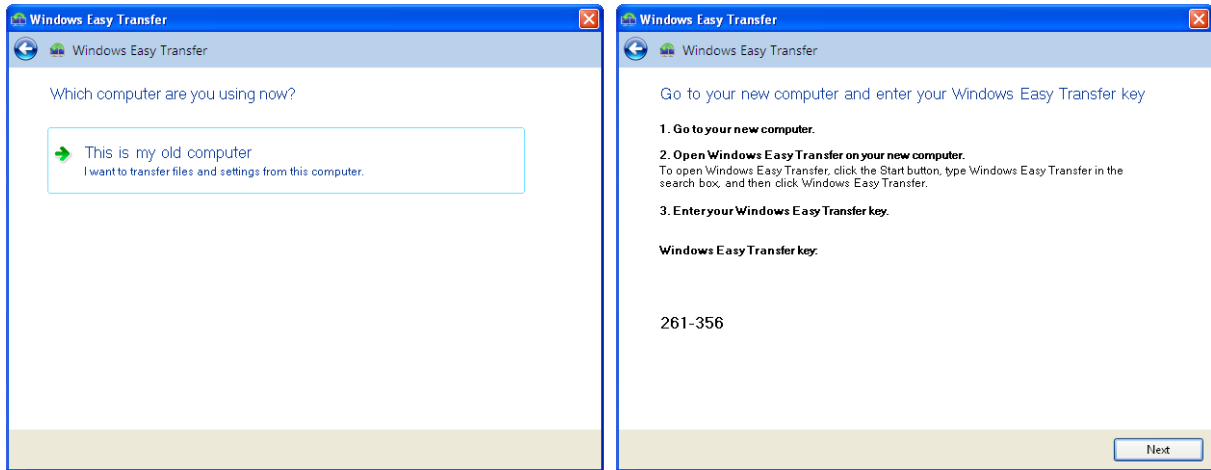 Windows Easy Transfer
Windows Easy Transfer
Which computer are you using now?
This is my old computer
I want to transfer files and settings from this computer.
Windows Easy Transfer
Windows Easy Transfer
Go to your new computer and enter your Windows Easy Transfer key
1. Go to your new computer.
2. Open Windows Easy Transfer on your new computer.
To open Windows Easy Transfer, click the Start button, type Windows Easy Transfer in the
search box, and then click Windows Easy Transfer.
3. Enter your Windows Easy Transfer key.
Windows Easy Transfer key:
261-356
Next